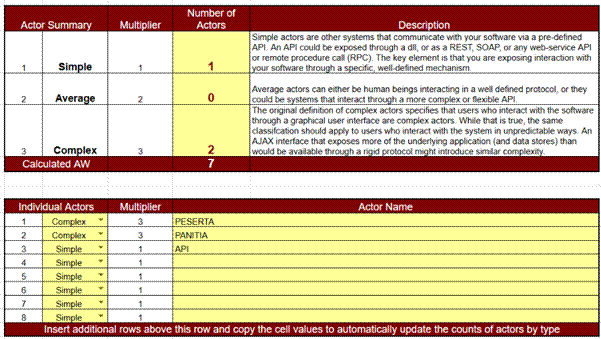 Actor Summary Multiplier Number of Actors Description
1 Simple 1 1 Simple actors are other systems that communicate with your software via a pre-defined
API. An API could be exposed through a dll, or as a REST, SOAP, or any web-service API
or remote procedure call (RPC). The key element is that you are exposing interaction with
your software through a specific, well-defined mechanism.
2 Average 2 0 Average actors can either be human beings interacting in a well defined protocol, or they
could be systems that interact through a more complex or flexible API.
3 Complex 3 2 The original definition of complex actors specifies that users who interact with the software
through a graphical user interface are complex actors. While that is true, the same
classifcation should apply to users who interact with the system in unpredictable ways. An
AJAX interface that exposes more of the underlying application (and data stores) than
would be available through a rigid protocol might introduce similar complexity.
Calculated AW 7
Individual Actors Multiplier Actor Name
1 Complex 3 PESERTA
2 Complex 3 PANITIA
3 Simple 1 API
4 Simple 1
5 Simple 1
6 Simple 1
7 Simple 1
8 Simple 1
Insert additional rows above this row and copy the cell values to automatically update the counts of actors by type